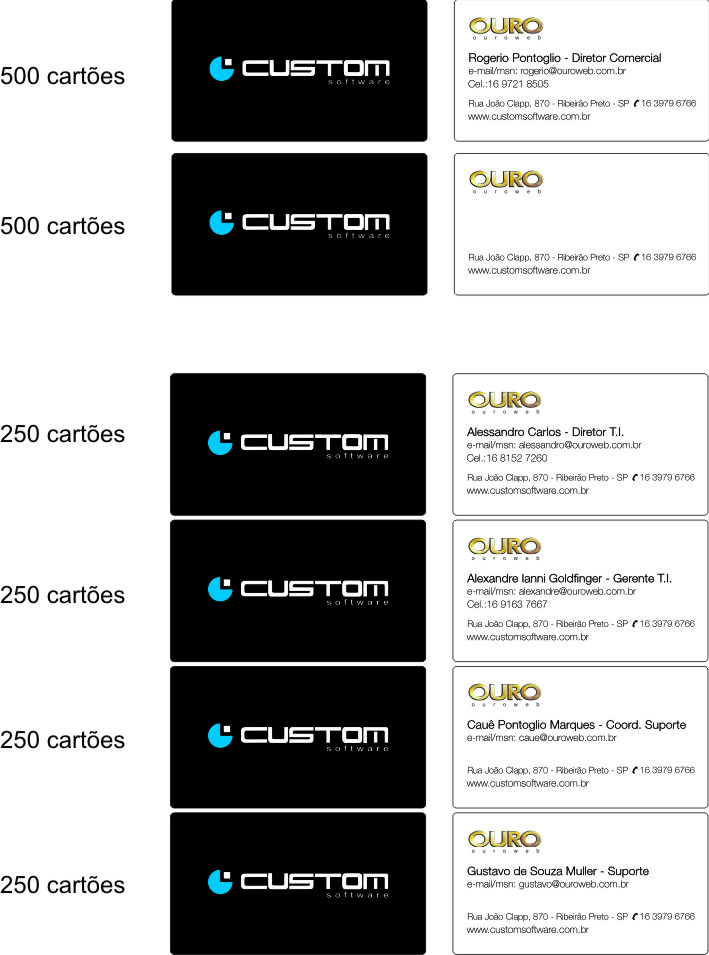 500 cartões
CUSTOM
software
OURO
ouroweb
Rogerio Pontoglio - Diretor Comercial
e-mail/msn: rogerio@ouroweb.com.br
Cel.:16 9721 8505
Rua João Clapp, 870 - Ribeirão Preto - SP 16 3979 6766
www.customsoftware.com.br
500 cartões
CUSTOM
software
OURO
ouroweb
Rua João Clapp, 870 - Ribeirão Preto - SP 16 3979 6766
www.customsoftware.com.br
250 cartões
CUSTOM
software
OURO
ouroweb
Alessandro Carlos - Diretor T.I.
e-mail/msn: alessandro@ouroweb.com.br
Cel.:16 8152 7260
Rua João Clapp, 870 - Ribeirão Preto - SP 16 3979 6766
www.customsoftware.com.br
250 cartões
CUSTOM
software
OURO
ouroweb
Alexandre Ianni Goldfinger - Gerente T.I.
e-mail/msn: alexandre@ouroweb.com.br
Cel.:16 9163 7667
Rua João Clapp, 870 - Ribeirão Preto - SP 16 3979 6766
www.customsoftware.com.br
250 cartões
CUSTOM
software
OURO
ouroweb
Cauê Pontoglio Marques - Coord. Suporte
e-mail/msn: caue@ouroweb.com.br
Rua João Clapp, 870 - Ribeirão Preto - SP 16 3979 6766
www.customsoftware.com.br
250 cartões
CUSTOM
software
OURO
ouroweb
Gustavo de Souza Muller - Suporte
e-mail/msn: gustavo@ouroweb.com.br
Rua João Clapp, 870 - Ribeirão Preto - SP 16 3979 6766
www.customsoftware.com.br